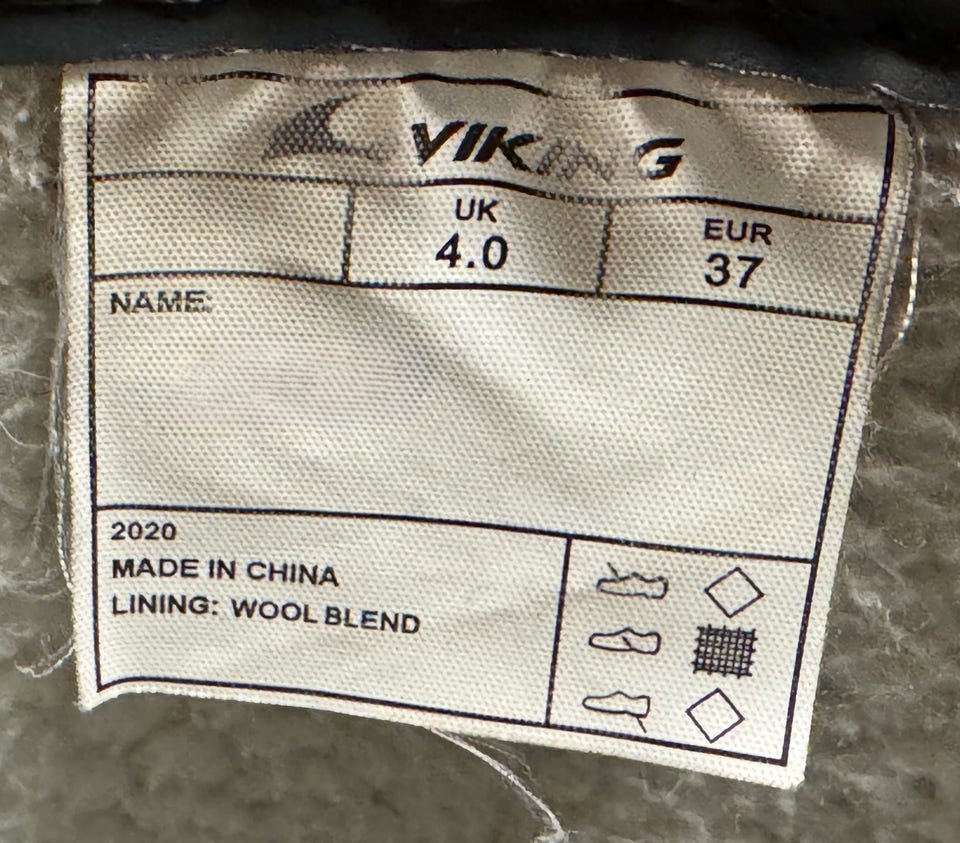 VIKING
UK
4.0
EUR
37
NAME:
2020
MADE IN CHINA
LINING: WOOL BLEND